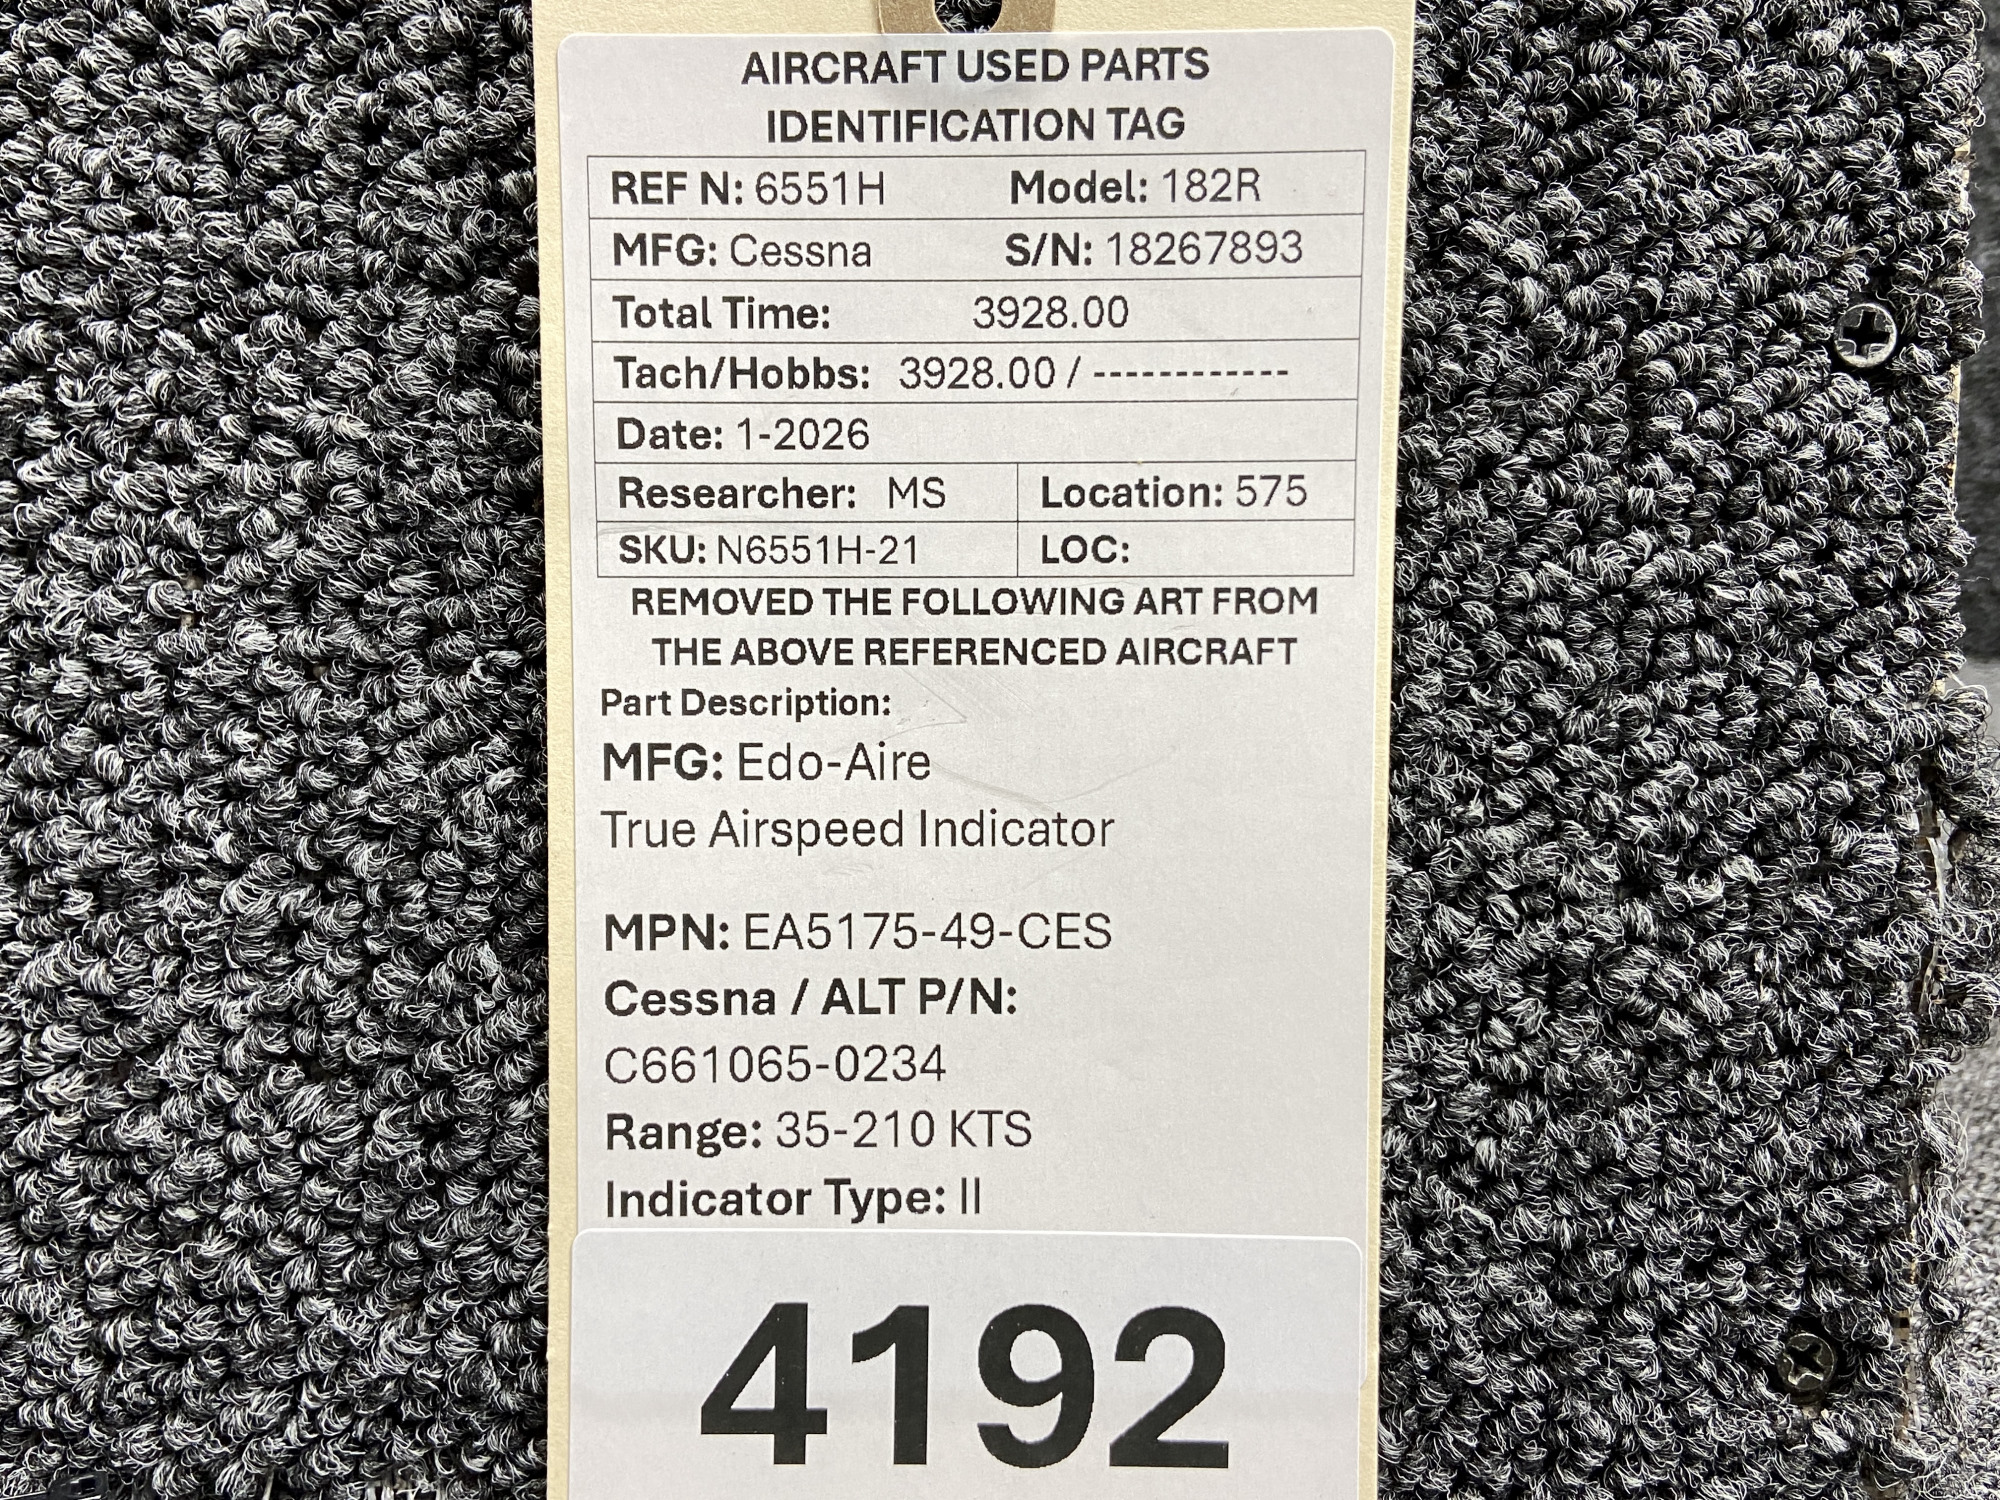 AIRCRAFT USED PARTS
IDENTIFICATION TAG
REF N: 6551H Model: 182R
MFG: Cessna S/N: 18267893
Total Time: 3928.00
Tach/Hobbs: 3928.00 / ------------
Date: 1-2026
Researcher: MS Location: 575
SKU: N6551H-21 LOC:
REMOVED THE FOLLOWING ART FROM
THE ABOVE REFERENCED AIRCRAFT
Part Description:
MFG: Edo-Aire
True Airspeed Indicator
MPN: EA5175-49-CES
Cessna / ALT P/N:
C661065-0234
Range: 35-210 KTS
Indicator Type: II
4192